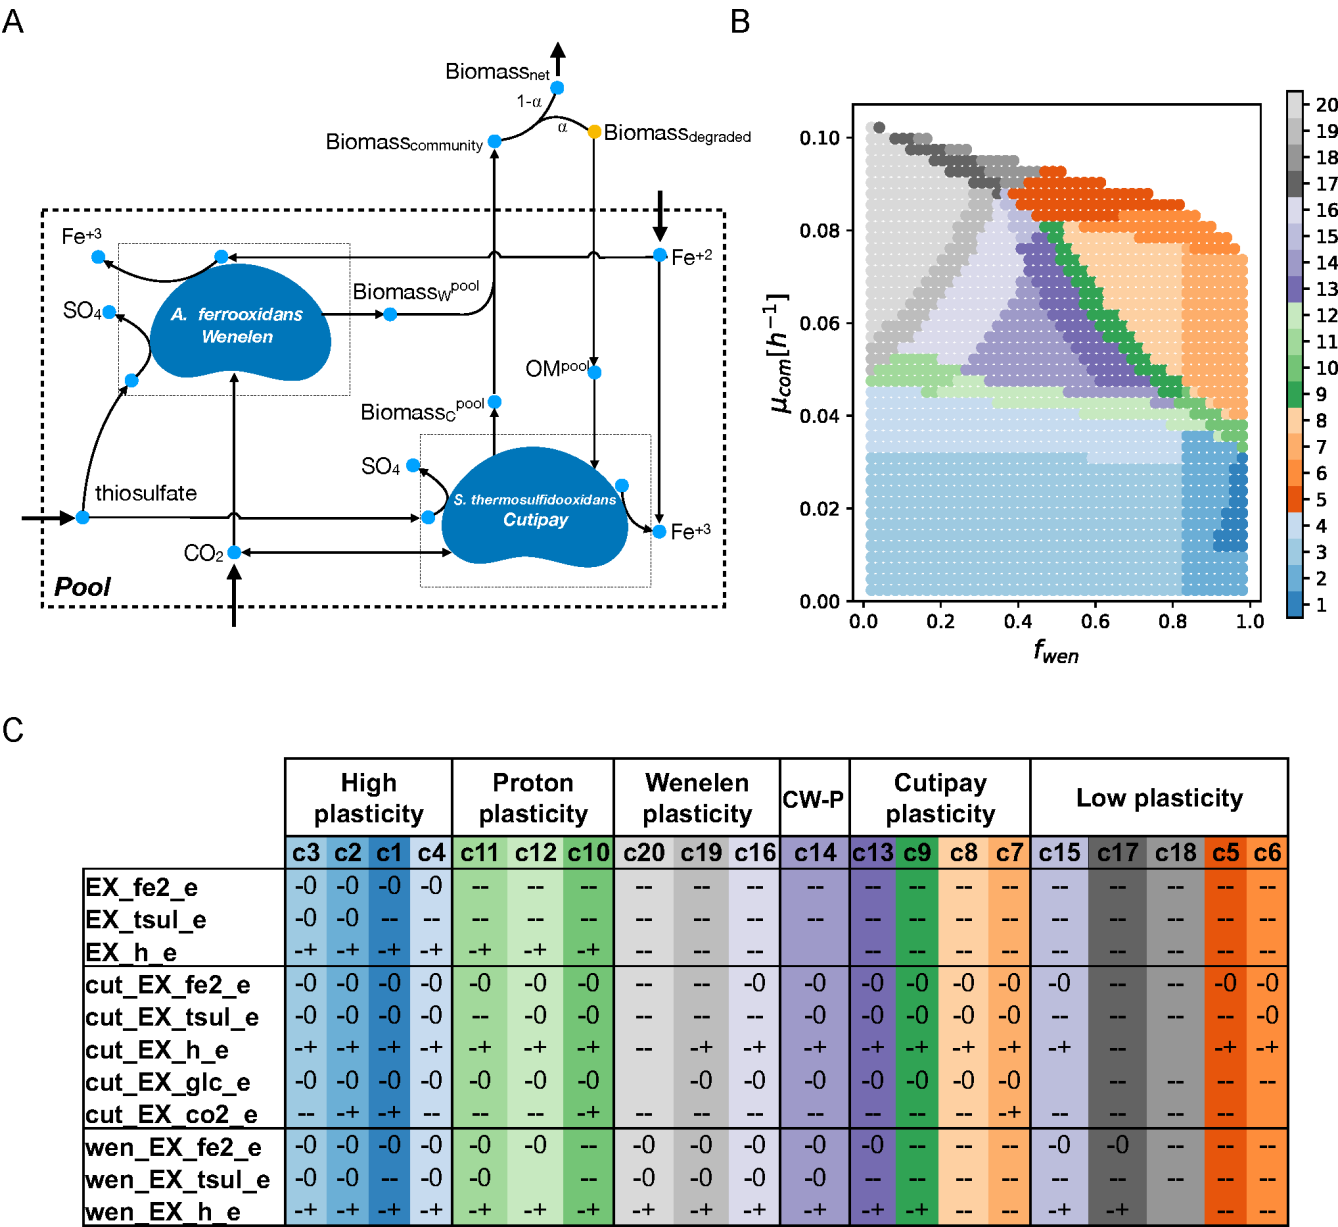 A
Biomassnet
1-α
α
Biomasscommunity
Biomassdegraded
Fe+3
Fe+2
SO4
A. ferrooxidans
Wenelen
BiomassWpool
OMpool
BiomassCpool
SO4
thiosulfate
S. thermosulfidooxidans
Cutipay
Fe+3
CO2
Pool
B
μcom[h−1]
0.10
0.08
0.06
0.04
0.02
0.00
0.0 0.2 0.4 0.6 0.8 1.0
fwen
20
19
18
17
16
15
14
13
12
11
10
9
8
7
6
5
4
3
2
1
C
High plasticity Proton plasticity Wenelen plasticity CW-P Cutipay plasticity Low plasticity
c3 c2 c1 c4 c11 c12 c10 c20 c19 c16 c14 c13 c9 c8 c7 c15 c17 c18 c5 c6
EX_fe2_e -0 -0 -0 -0 -- -- -- -- -- -- -- -- -- -- -- -- -- -- -- --
EX_tsul_e -0 -0 -- -- -- -- -- -- -- -- -- -- -- -- -- -- -- -- -- --
EX_h_e -+ -+ -+ -+ -+ -+ -+ -- -- -- -- -- -- -- -- -- -- -- -- --
cut_EX_fe2_e -0 -0 -0 -0 -0 -0 -0 -- -- -0 -0 -0 -0 -0 -0 -0 -- -- -0 -0
cut_EX_tsul_e -0 -0 -0 -0 -- -0 -0 -- -- -- -0 -0 -0 -0 -0 -- -- -- -- -0
cut_EX_h_e -+ -+ -+ -+ -+ -+ -+ -- -+ -+ -+ -+ -+ -+ -+ -+ -- -- -+ -+
cut_EX_glc_e -0 -0 -0 -0 -0 -0 -0 -- -0 -0 -0 -0 -0 -0 -0 -- -- -- -- --
cut_EX_co2_e -- -+ -+ -- -- -- -+ -- -- -- -- -- -- -- -+ -- -- -- -- --
wen_EX_fe2_e -0 -0 -0 -0 -0 -0 -- -0 -0 -0 -0 -0 -- -- -- -0 -0 -- -- --
wen_EX_tsul_e -0 -0 -- -0 -0 -- -- -0 -0 -0 -0 -- -- -- -- -- -- -- -- --
wen_EX_h_e -+ -+ -+ -+ -+ -+ -+ -+ -+ -+ -+ -+ -+ -- -- -+ -+ -- -- --